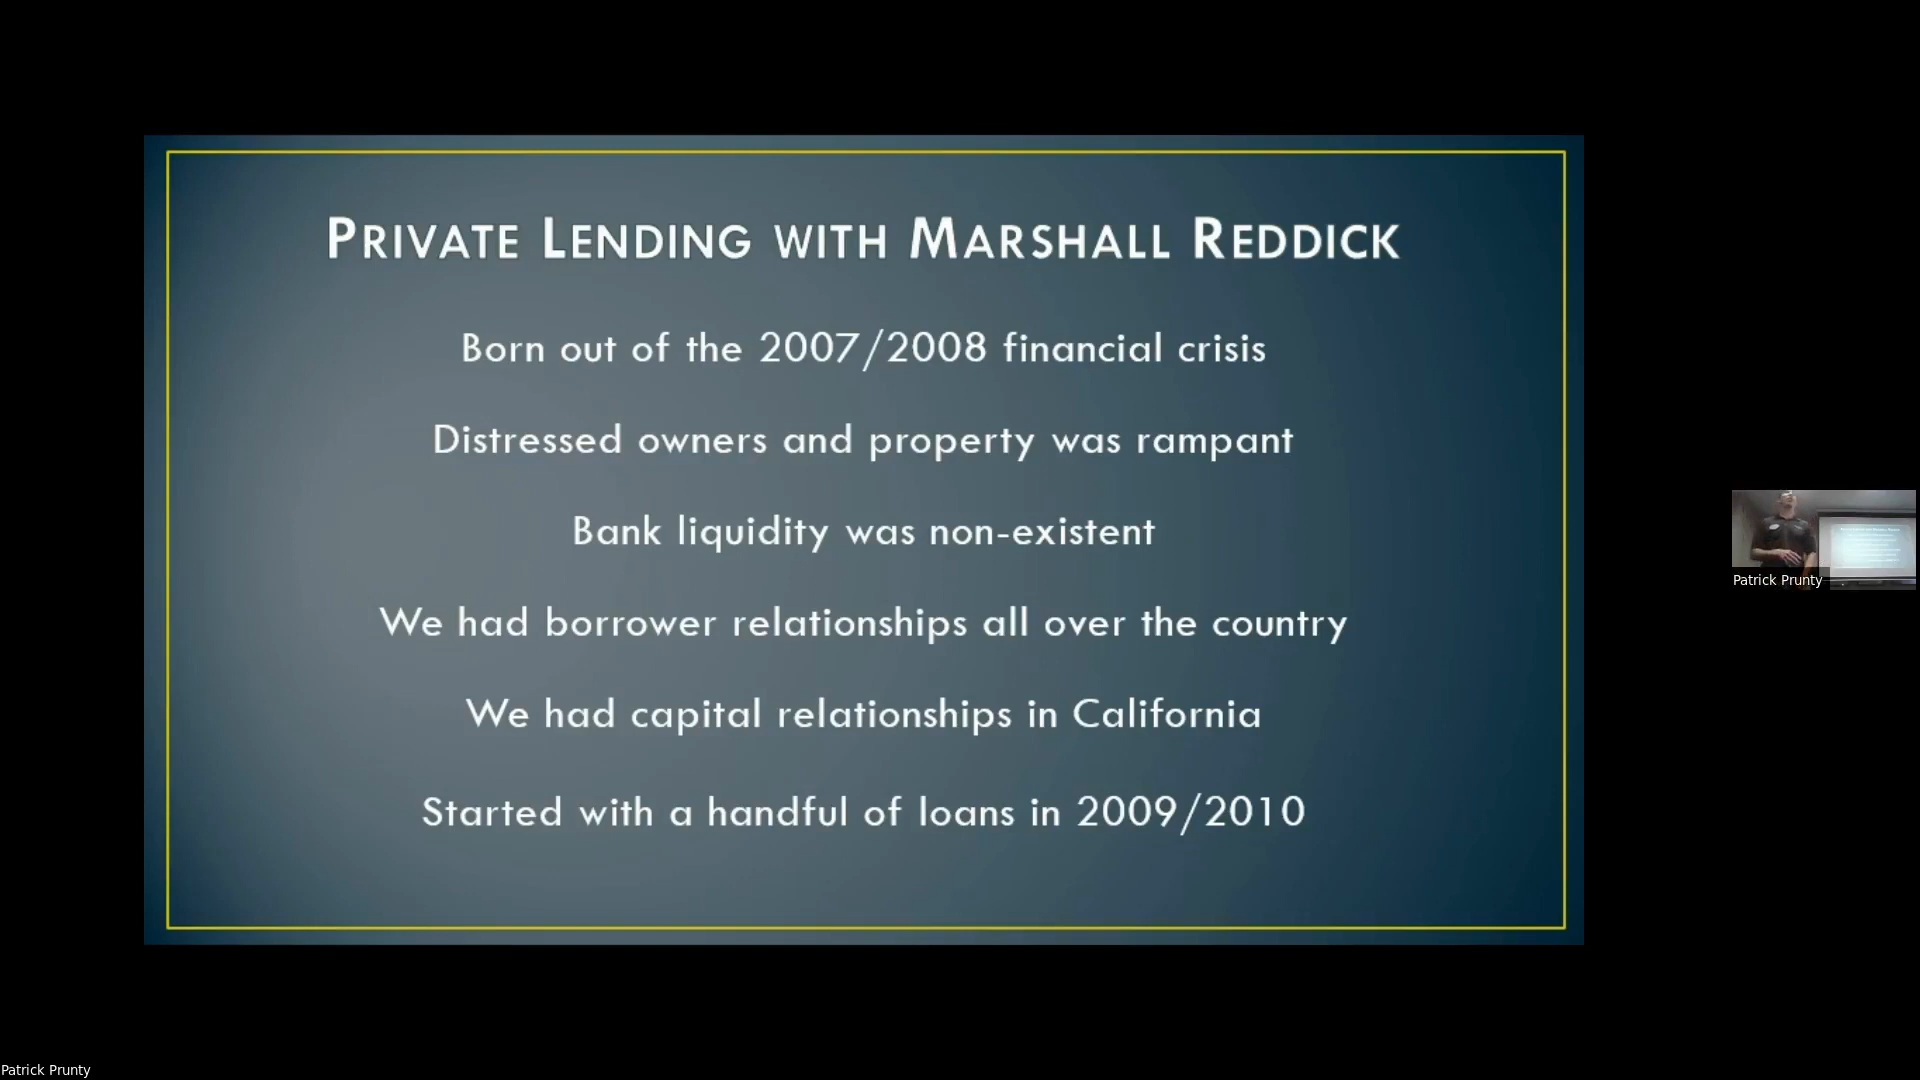 PRIVATE LENDING WITH MARSHALL REDDICK
Born out of the 2007/2008 financial crisis
Distressed owners and property was rampant
Bank liquidity was non-existent
We had borrower relationships all over the country
We had capital relationships in California
Started with a handful of loans in 2009/2010
Patrick Prunty
Patrick Prunty